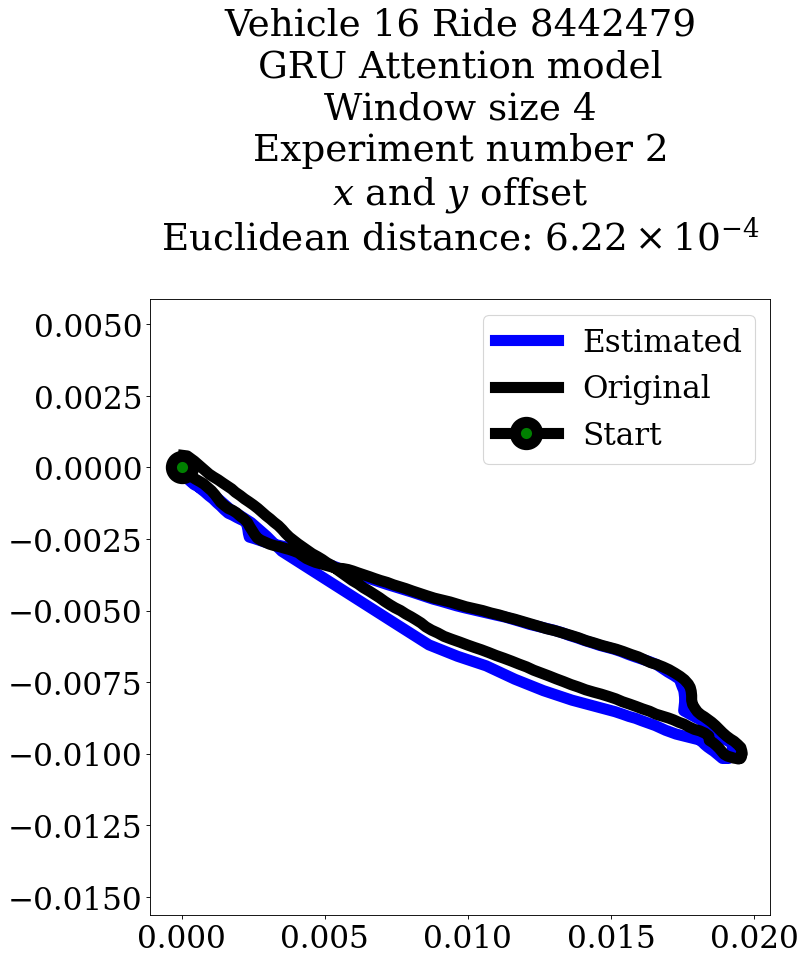 Vehicle 16 Ride 8442479
GRU Attention model
Window size 4
Experiment number 2
x and y offset
Euclidean distance: 6.22 × 10⁻⁴
Estimated
Original
Start
0.0050
0.0025
0.0000
−0.0025
−0.0050
−0.0075
−0.0100
−0.0125
−0.0150
0.000 0.005 0.010 0.015 0.020